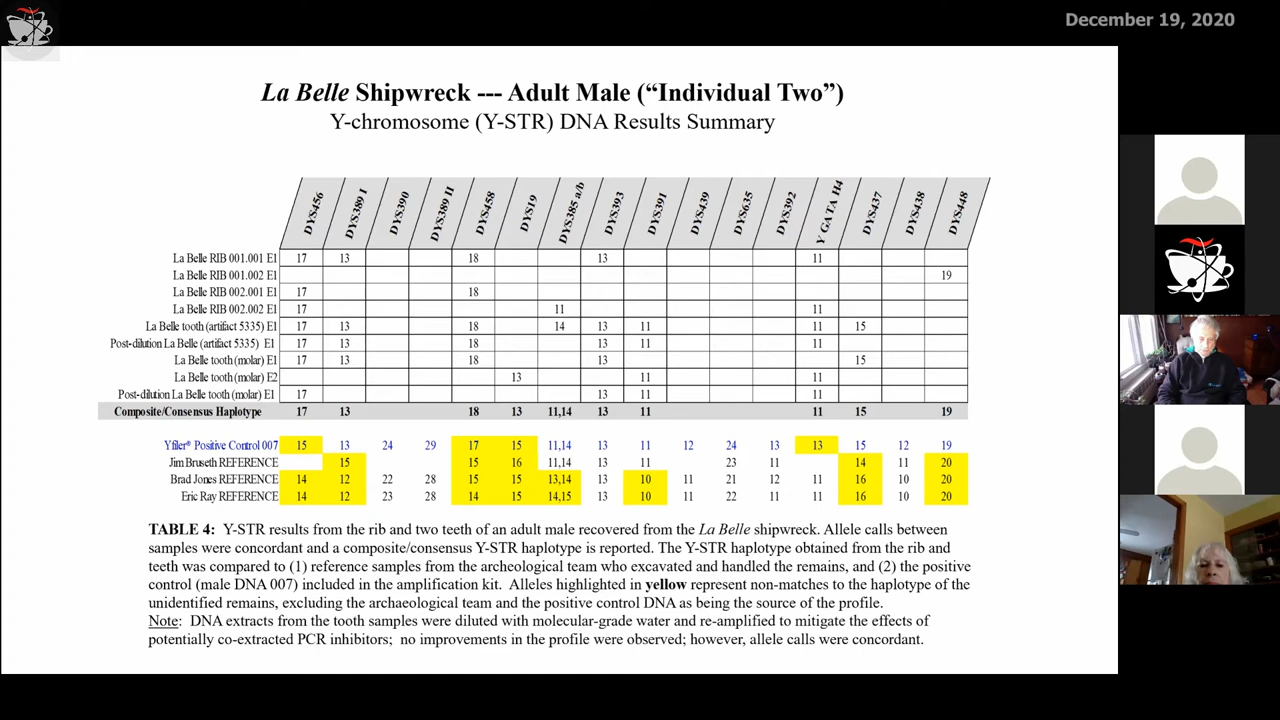 December 19, 2020
La Belle Shipwreck --- Adult Male (“Individual Two”)
Y-chromosome (Y-STR) DNA Results Summary
DYS456 DYS389 I DYS390 DYS389 II DYS458 DYS19 DYS385 a/b DYS393 DYS391 DYS439 DYS635 DYS392 Y GATA H4 DYS437 DYS438 DYS448
La Belle RIB 001.001 E1 17 13 18 13 11
La Belle RIB 001.002 E1 19
La Belle RIB 002.001 E1 17 18
La Belle RIB 002.002 E1 17 11 11
La Belle tooth (artifact 5335) E1 17 13 18 14 13 11 11 15
Post-dilution La Belle (artifact 5335) E1 17 13 18 13 11 11
La Belle tooth (molar) E1 17 13 18 13 15
La Belle tooth (molar) E2 13 11 11
Post-dilution La Belle tooth (molar) E1 17 13 11 11
Composite/Consensus Haplotype 17 13 18 13 11,14 13 11 11 15 19
Yfiler® Positive Control 007 15 13 24 29 17 15 11,14 13 11 12 24 13 13 15 12 19
Jim Bruseth REFERENCE 15 15 16 11,14 13 11 23 11 14 11 20
Brad Jones REFERENCE 14 12 22 28 15 15 13,14 13 10 11 21 12 11 16 10 20
Eric Ray REFERENCE 14 12 23 28 14 15 14,15 13 10 11 22 11 11 16 10 20
TABLE 4: Y-STR results from the rib and two teeth of an adult male recovered from the La Belle shipwreck. Allele calls between
samples were concordant and a composite/consensus Y-STR haplotype is reported. The Y-STR haplotype obtained from the rib and
teeth was compared to (1) reference samples from the archeological team who excavated and handled the remains, and (2) the positive
control (male DNA 007) included in the amplification kit. Alleles highlighted in yellow represent non-matches to the haplotype of the
unidentified remains, excluding the archaeological team and the positive control DNA as being the source of the profile.
Note: DNA extracts from the tooth samples were diluted with molecular-grade water and re-amplified to mitigate the effects of
potentially co-extracted PCR inhibitors; no improvements in the profile were observed; however, allele calls were concordant.